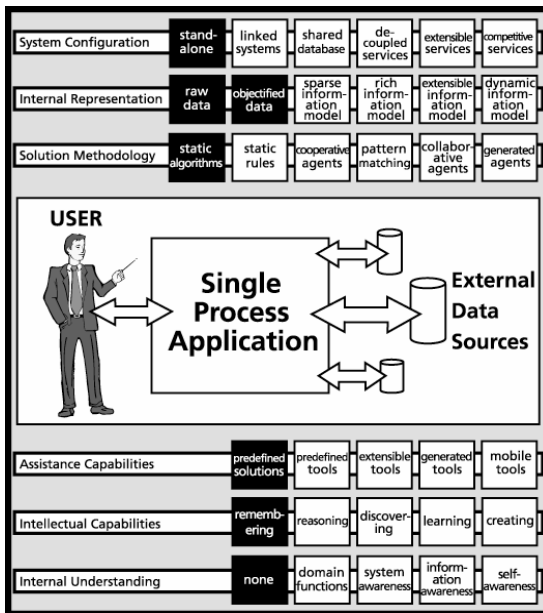 System Configuration
stand-
alone
linked
systems
shared
database
de-
coupled
services
extensible
services
competitive
services
Internal Representation
raw
data
objectified
data
sparse
inform-
ation
model
rich
inform-
ation
model
extensible
inform-
ation
model
dynamic
inform-
ation
model
Solution Methodology
static
algorithms
static
rules
cooperative
agents
pattern
matching
collabor-
ative
agents
generated
agents
USER
Single
Process
Application
External
Data
Sources
Assistance Capabilities
predefined
solutions
predefined
tools
extensible
tools
generated
tools
mobile
tools
Intellectual Capabilities
rememb-
ering
reasoning
discover-
ing
learning
creating
Internal Understanding
none
domain
functions
system
awareness
inform-
ation
awareness
self-
awareness